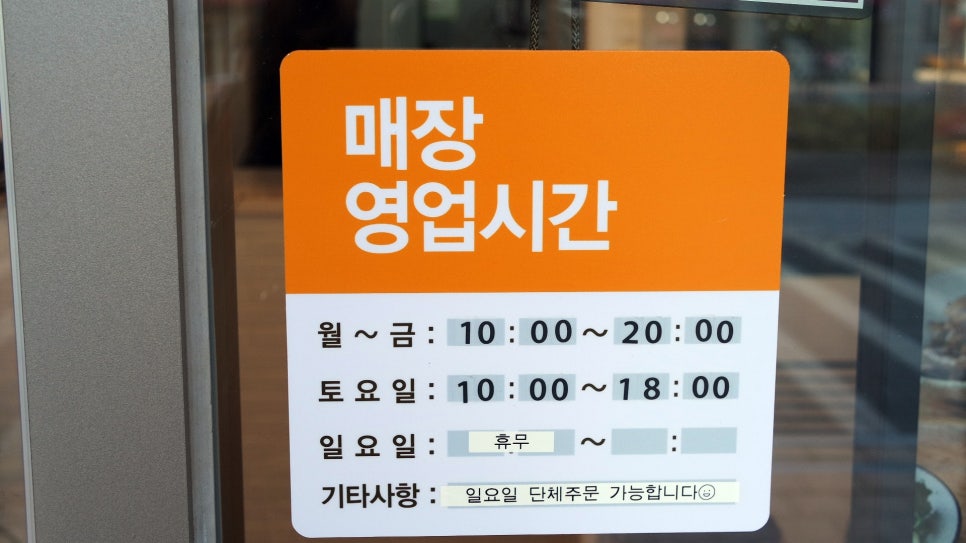 매장
영업시간
월 ~ 금 : 10 : 00 ~ 20 : 00
토요일 : 10 : 00 ~ 18 : 00
일요일 : 휴무 ~ :
기타사항 : 일요일 단체주문 가능합니다☺